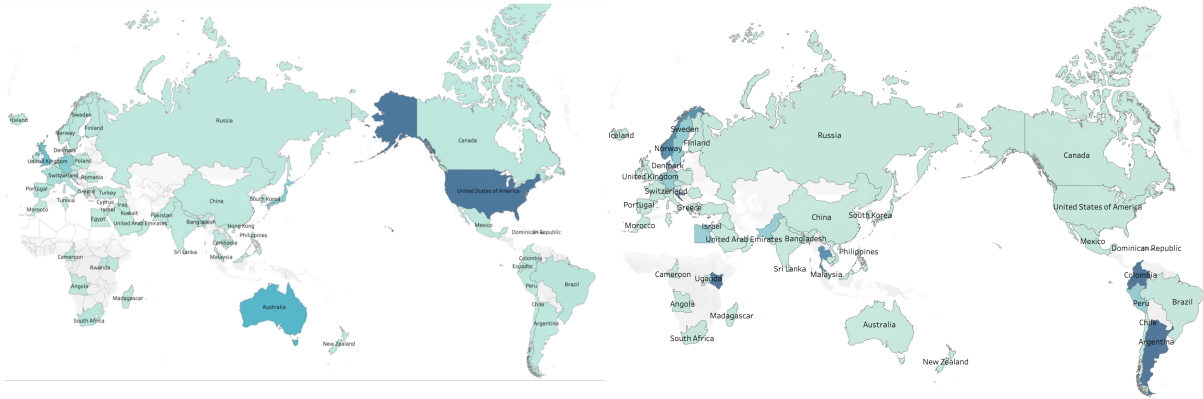 Iceland
Sweden
Finland
Norway
Russia
Canada
Denmark
United Kingdom
Poland
Switzerland
Romania
United States of America
Portugal
Greece
Turkey
South Korea
China
Tunisia
Cyprus
Israel
Iraq
Morocco
Kuwait
Pakistan
Egypt
United Arab Emirates
Bangladesh
Hong Kong
Mexico
Dominican Republic
Philippines
Cambodia
Sri Lanka
Malaysia
Cameroon
Rwanda
Colombia
Ecuador
Angola
Peru
Brazil
Madagascar
Chile
Australia
South Africa
Argentina
New Zealand
Iceland
Sweden
Finland
Norway
Russia
Canada
Denmark
United Kingdom
Switzerland
Portugal
Greece
United States of America
China
South Korea
Morocco
Israel
United Arab Emirates
Bangladesh
Mexico
Dominican Republic
Philippines
Sri Lanka
Malaysia
Cameroon
Uganda
Colombia
Angola
Peru
Brazil
Madagascar
Chile
Australia
South Africa
Argentina
New Zealand